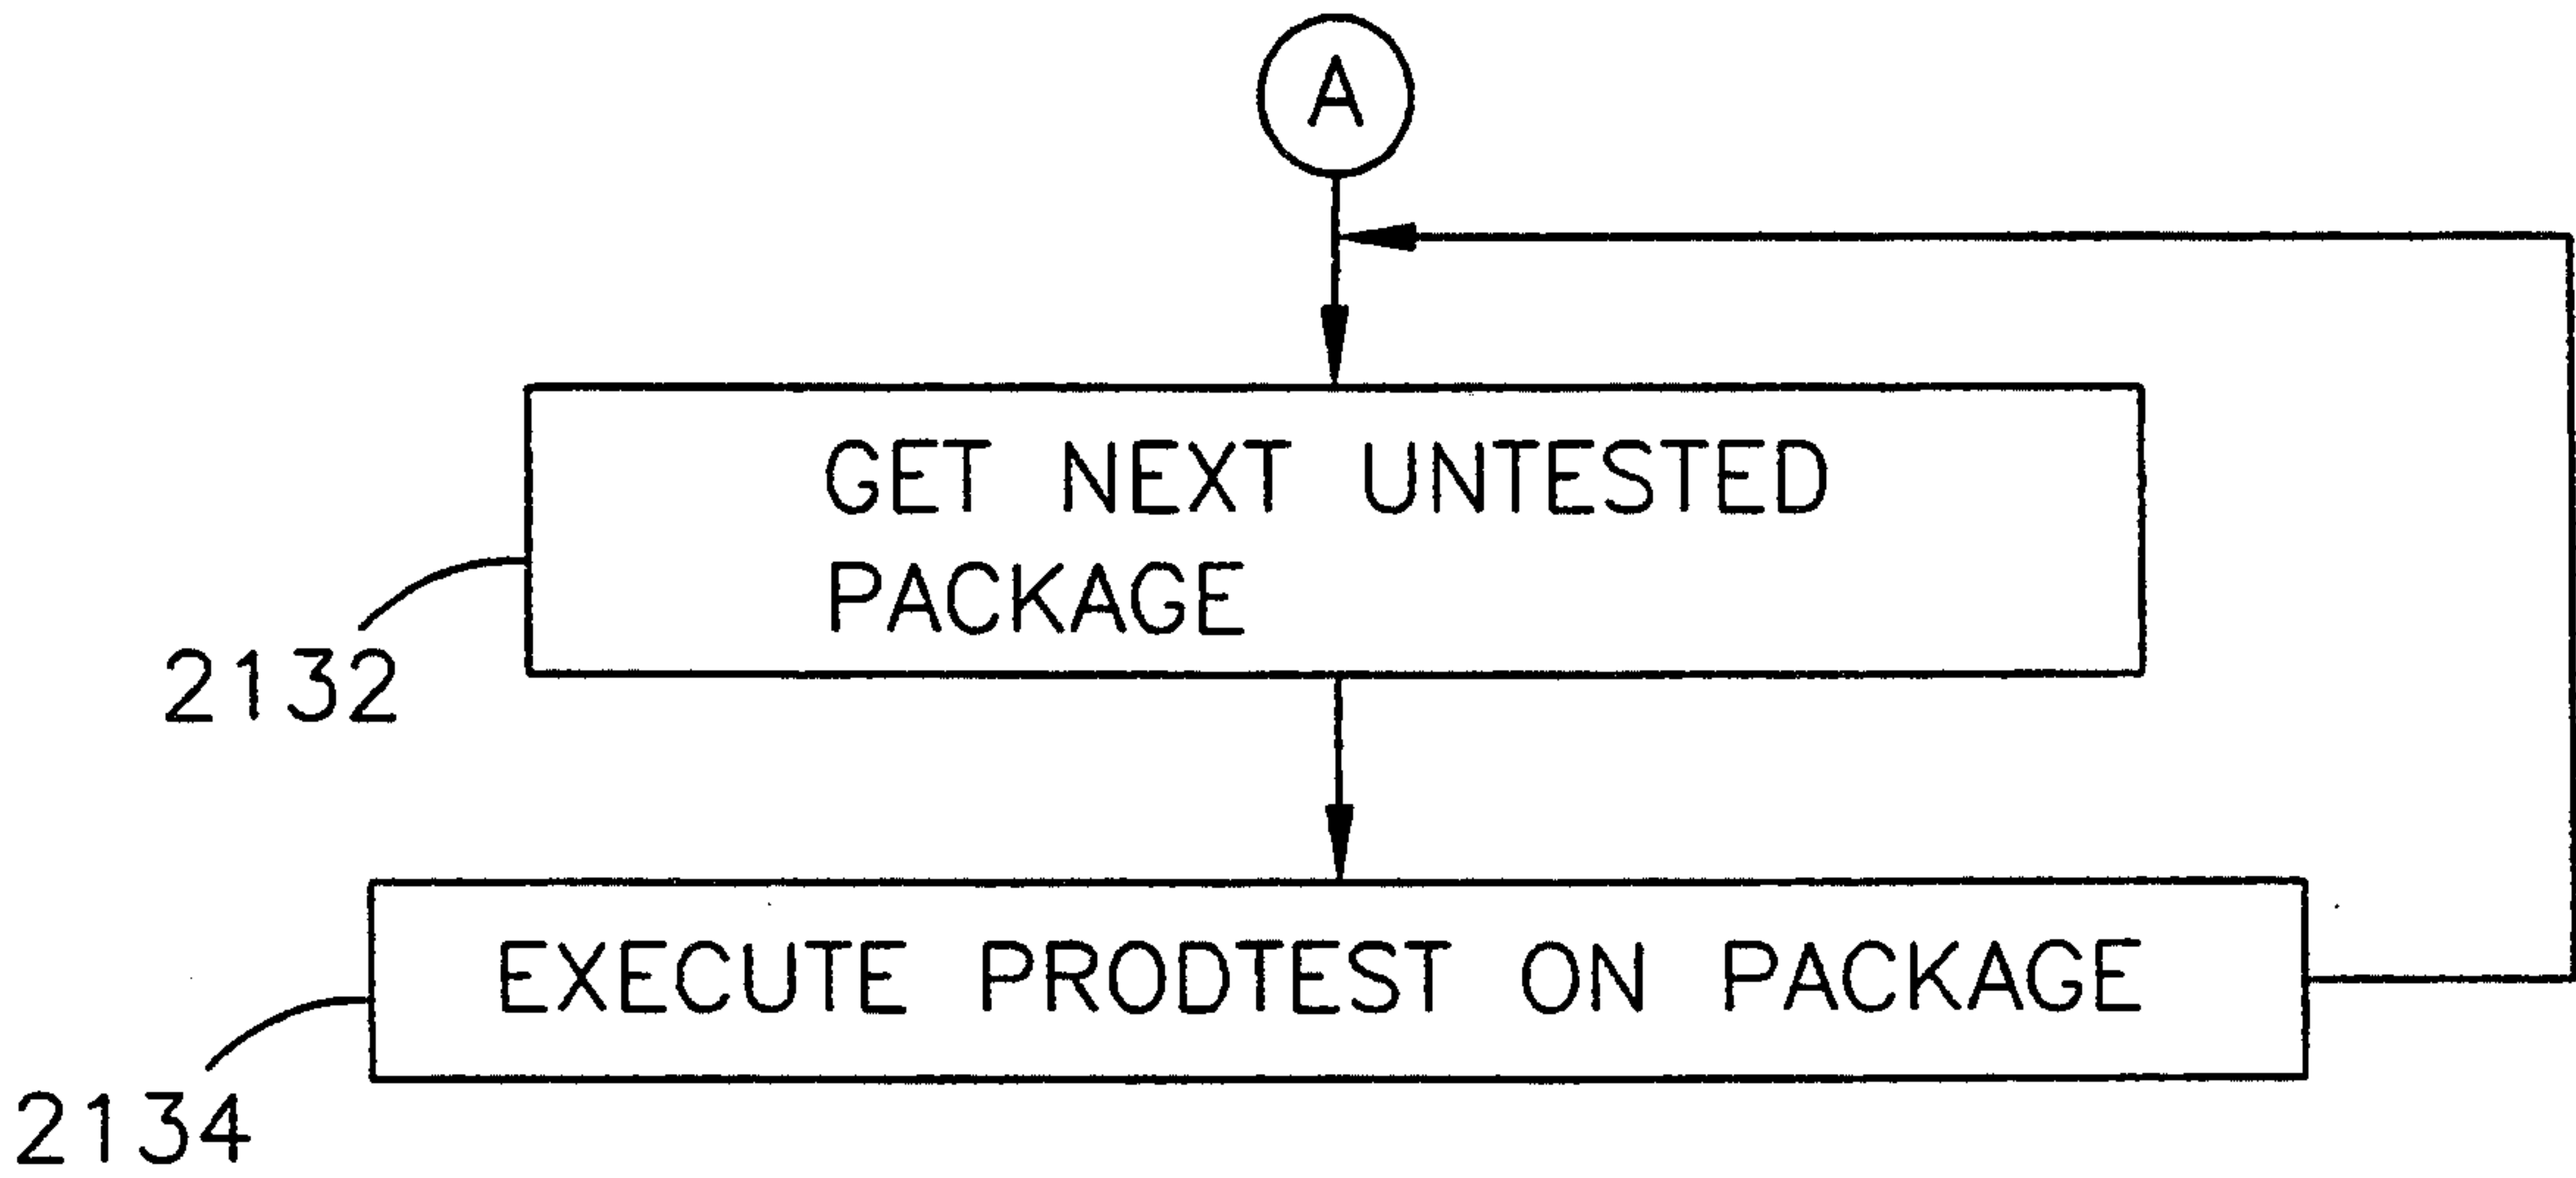 A
GET NEXT UNTESTED
PACKAGE
2132
EXECUTE PRODTEST ON PACKAGE
2134